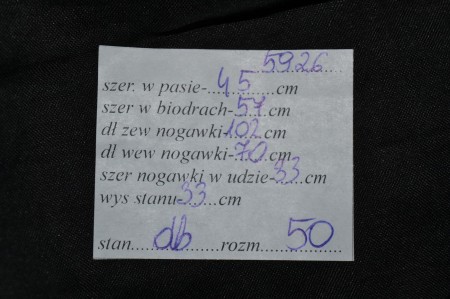 5926
szer. w pasie-45cm
szer w biodrach-57cm
dł zew nogawki-102cm
dl wew nogawki-70cm
szer nogawki w udzie-33cm
wys stanu-33cm
stan db rozm 50